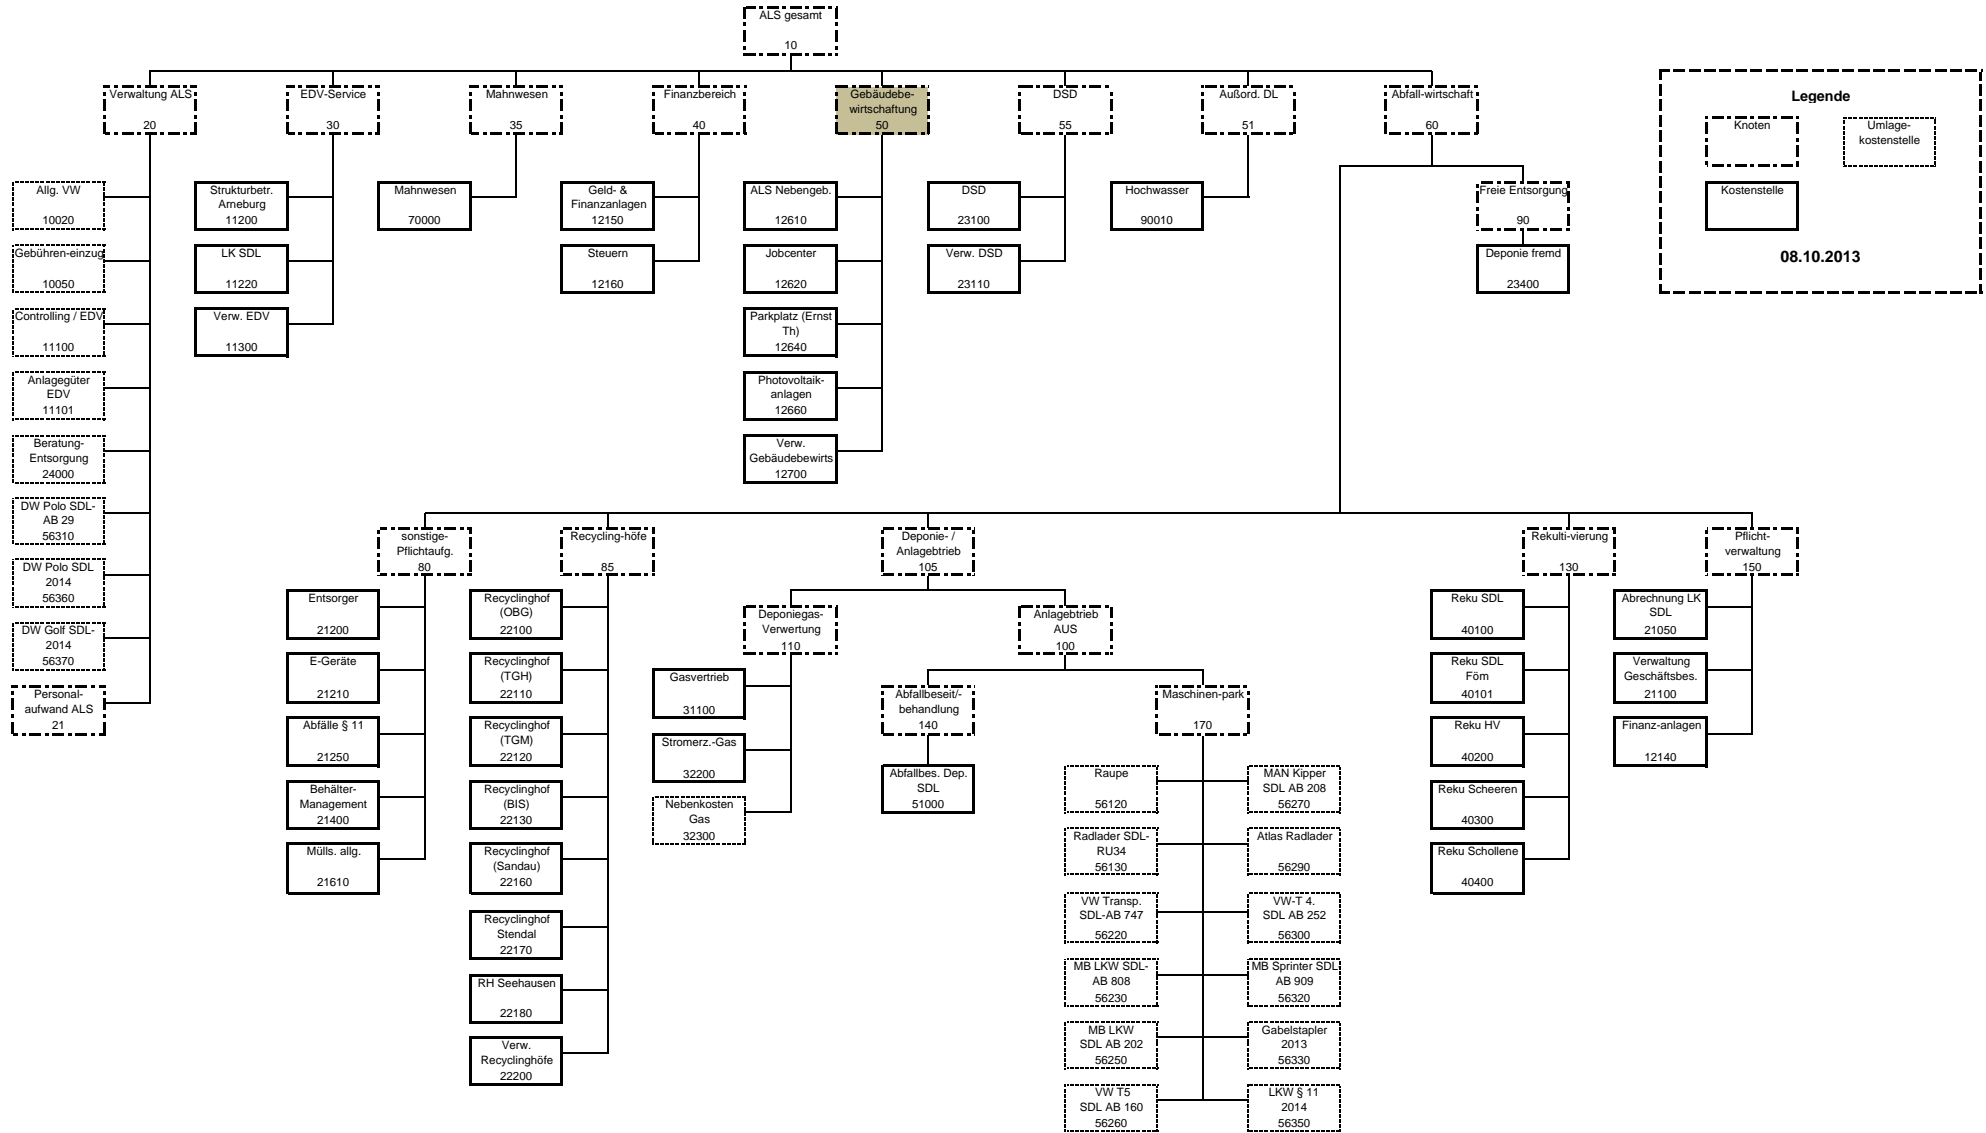 ALS gesamt
10
Verwaltung ALS
20
EDV-Service
30
Mahnwesen
35
Finanzbereich
40
Gebäudebe-
wirtschaftung
50
DSD
55
Außord. DL
51
Abfall-wirtschaft
60
Legende
Knoten
Umlage-
kostenstelle
Kostenstelle
08.10.2013
Allg. VW
10020
Gebühren-einzug
10050
Controlling / EDV
11100
Anlagegüter
EDV
11101
Beratung-
Entsorgung
24000
DW Polo SDL-
AB 29
56310
DW Polo SDL
2014
56360
DW Golf SDL-
2014
56370
Personal-
aufwand ALS
21
Strukturbetr.
Arneburg
11200
LK SDL
11220
Verw. EDV
11300
Mahnwesen
70000
Geld- &
Finanzanlagen
12150
Steuern
12160
ALS Nebengeb.
12610
Jobcenter
12620
Parkplatz (Ernst
Th)
12640
Photovoltaik-
anlagen
12660
Verw.
Gebäudebewirts
12700
DSD
23100
Verw. DSD
23110
Hochwasser
90010
Freie Entsorgung
90
Deponie fremd
23400
sonstige-
Pflichtaufg.
80
Recycling-höfe
85
Deponie- /
Anlagebtrieb
105
Rekulti-vierung
130
Pflicht-
verwaltung
150
Entsorger
21200
E-Geräte
21210
Abfälle § 11
21250
Behälter-
Management
21400
Mülls. allg.
21610
Recyclinghof
(OBG)
22100
Recyclinghof
(TGH)
22110
Recyclinghof
(TGM)
22120
Recyclinghof
(BIS)
22130
Recyclinghof
(Sandau)
22160
Recyclinghof
Stendal
22170
RH Seehausen
22180
Verw.
Recyclinghöfe
22200
Deponiegas-
Verwertung
110
Anlagebtrieb
AUS
100
Gasvertrieb
31100
Stromerz.-Gas
32200
Nebenkosten
Gas
32300
Abfallbeseit/-
behandlung
140
Abfallbes. Dep.
SDL
51000
Maschinen-park
170
Raupe
56120
Radlader SDL-
RU34
56130
VW Transp.
SDL-AB 747
56220
MB LKW SDL-
AB 808
56230
MB LKW
SDL AB 202
56250
VW T5
SDL AB 160
56260
MAN Kipper
SDL AB 208
56270
Atlas Radlader
56290
VW-T 4.
SDL AB 252
56300
MB Sprinter SDL
AB 909
56320
Gabelstapler
2013
56330
LKW § 11
2014
56350
Reku SDL
40100
Reku SDL
Föm
40101
Reku HV
40200
Reku Scheeren
40300
Reku Schollene
40400
Abrechnung LK
SDL
21050
Verwaltung
Geschäftsbes.
21100
Finanz-anlagen
12140